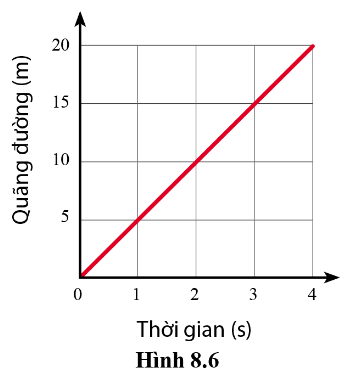 Quãng đường (m)
20
15
10
5
0 1 2 3 4
Thời gian (s)
Hình 8.6